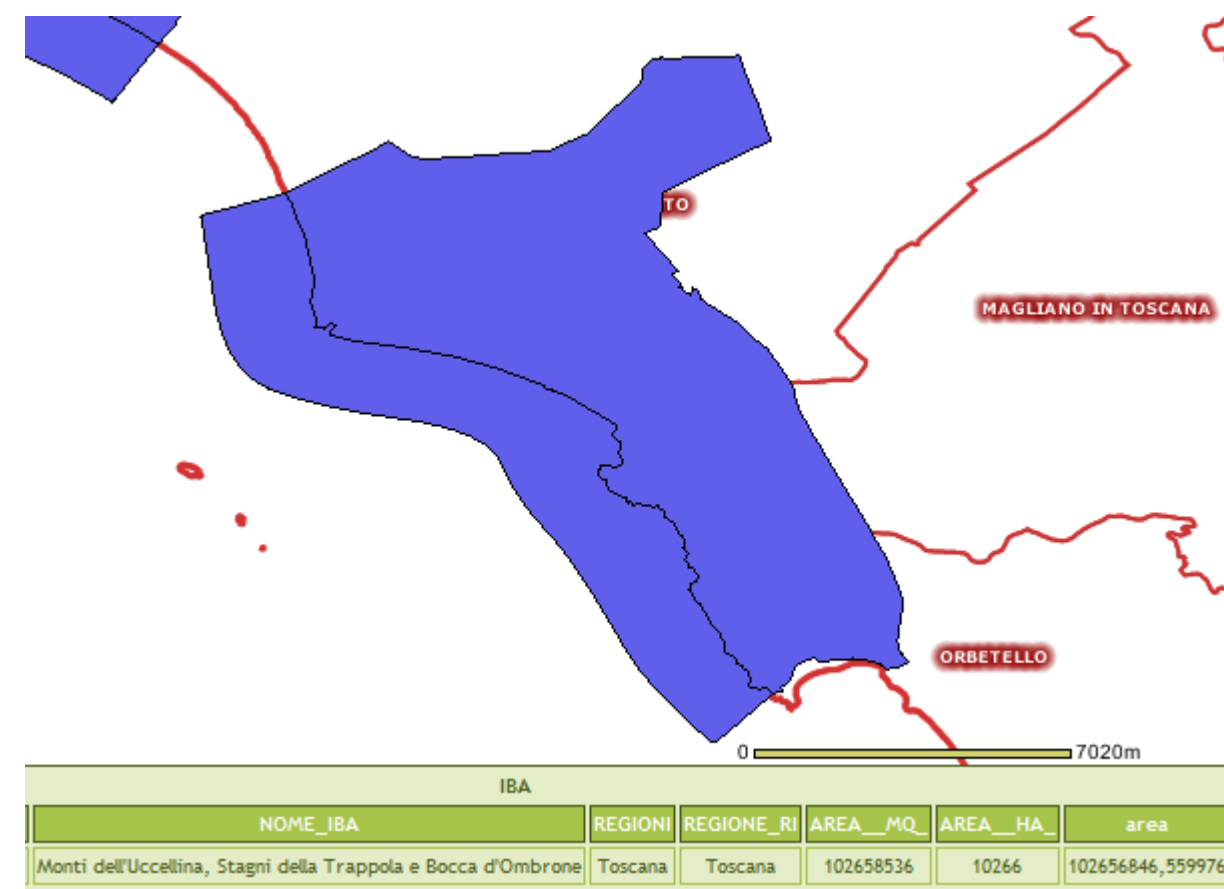 TO
MAGLIANO IN TOSCANA
ORBETELLO
0 7020m
IBA
NOME_IBA REGIONI REGIONE_RI AREA__MQ_ AREA__HA_ area
Monti dell'Uccellina, Stagni della Trappola e Bocca d'Ombrone Toscana Toscana 102658536 10266 102656846,559976